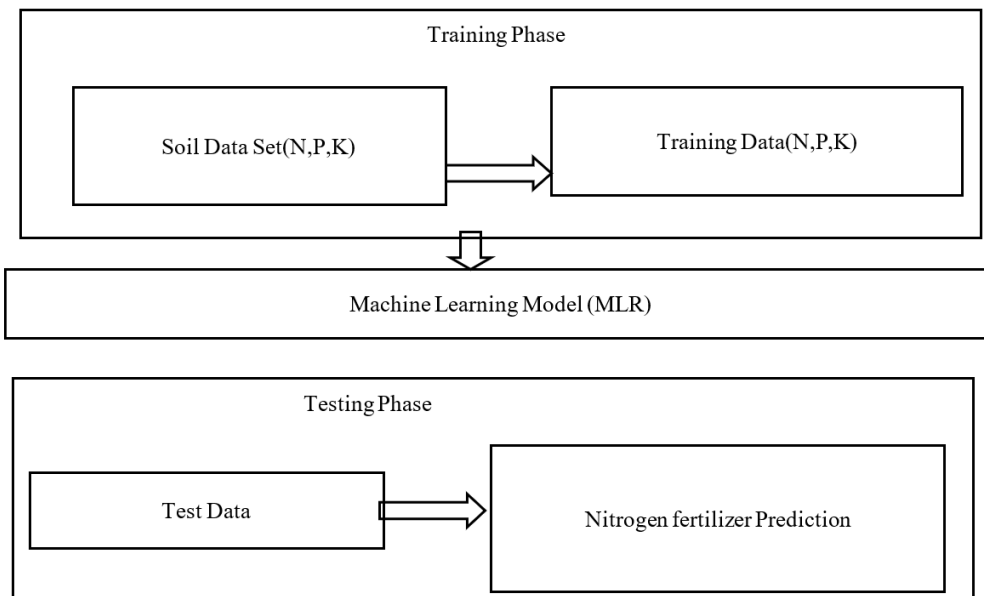 Training Phase
Soil Data Set(N,P,K)
Training Data(N,P,K)
Machine Learning Model (MLR)
Testing Phase
Test Data
Nitrogen fertilizer Prediction